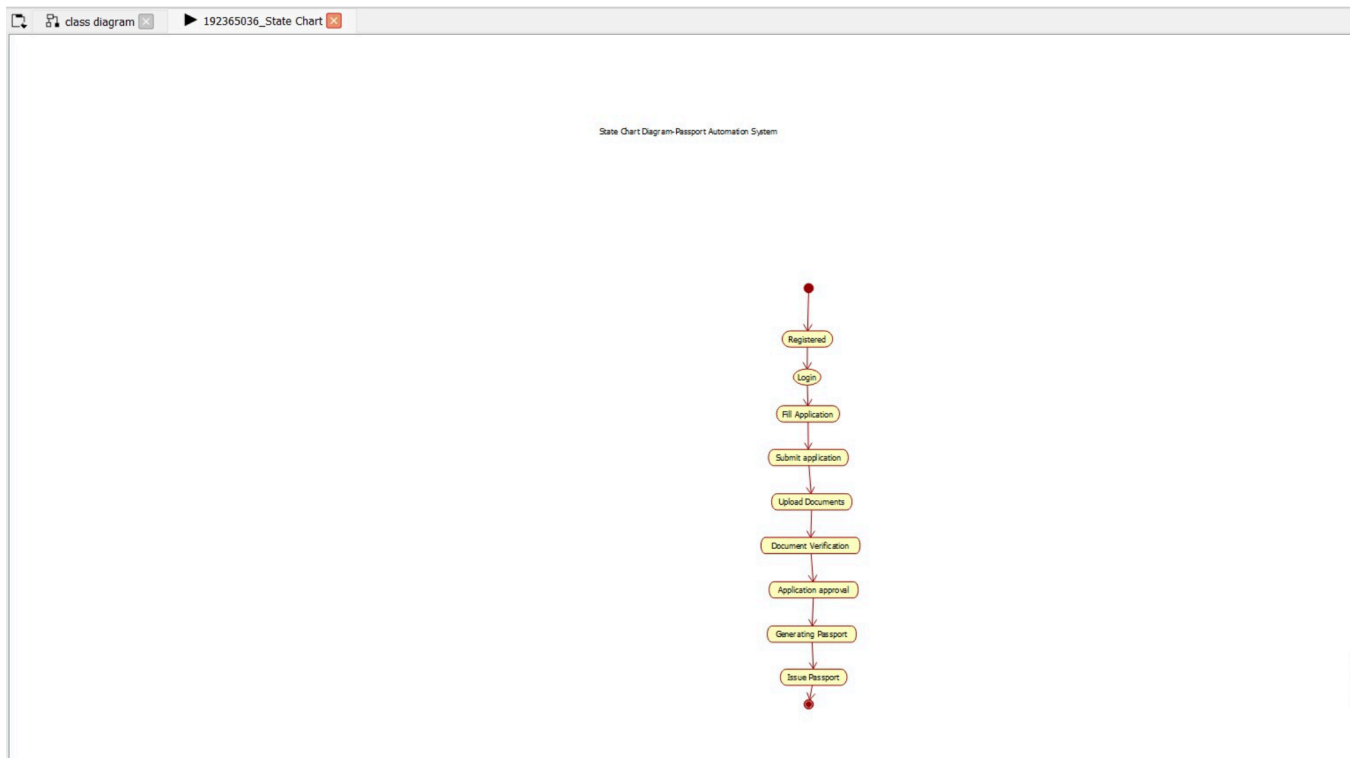 class diagram
192365036_State Chart
State Chart Diagram-Passport Automation System
Registered
Login
Fill Application
Submit application
Upload Documents
Document Verification
Application approval
Generating Passport
Issue Passport